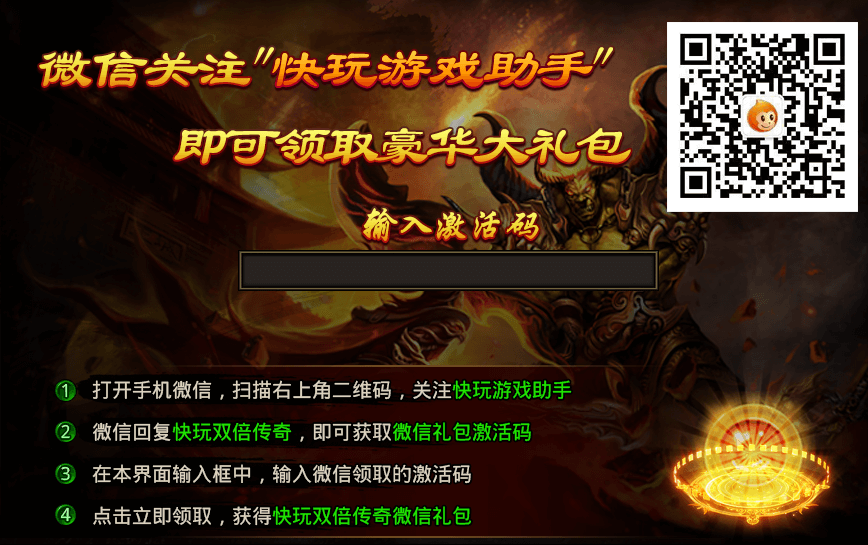 微信关注"快玩游戏助手"
即可领取豪华大礼包
输入激活码
1 打开手机微信，扫描右上角二维码，关注快玩游戏助手
2 微信回复快玩双倍传奇，即可获取微信礼包激活码
3 在本界面输入框中，输入微信领取的激活码
4 点击立即领取，获得快玩双倍传奇微信礼包